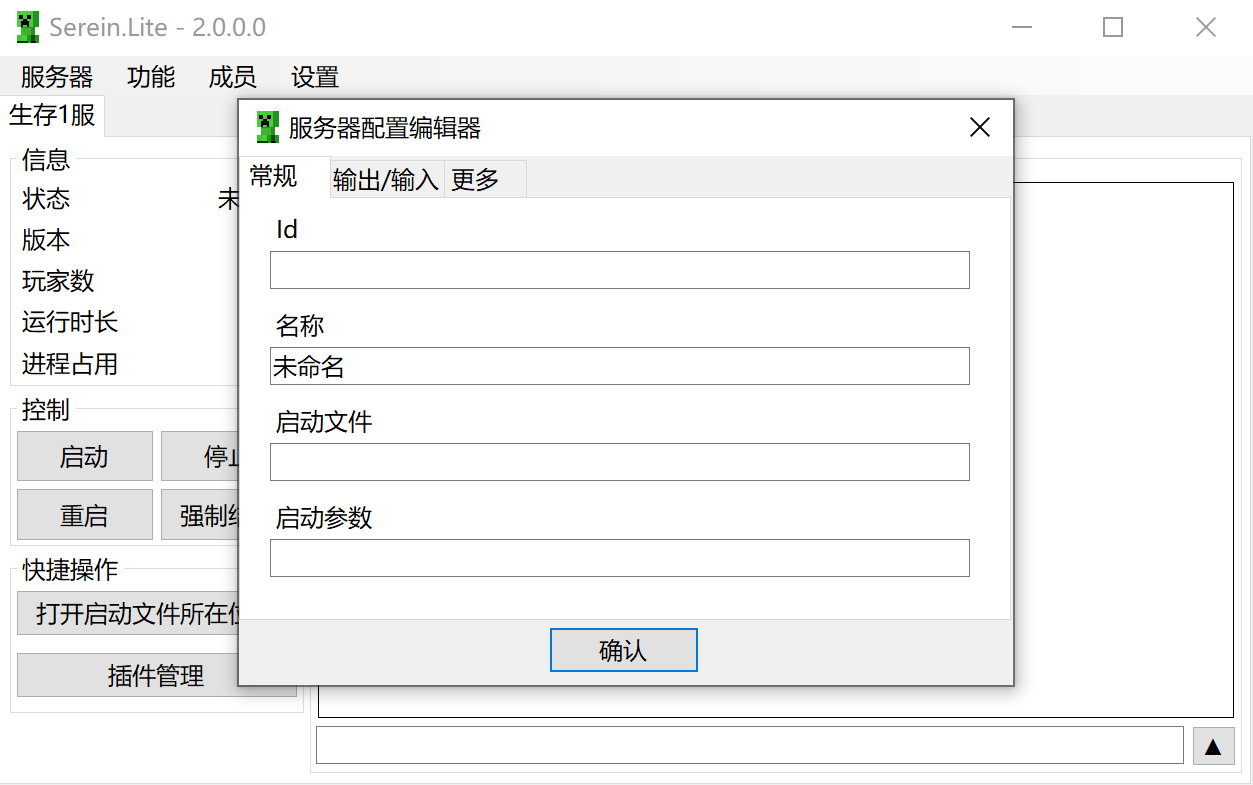 Serein.Lite - 2.0.0.0
服务器 功能 成员 设置
生存1服
信息
状态 未
版本
玩家数
运行时长
进程占用
控制
启动 停止
重启 强制结
快捷操作
打开启动文件所在位
插件管理
▲
服务器配置编辑器
常规 输出/输入 更多
Id
名称
未命名
启动文件
启动参数
确认